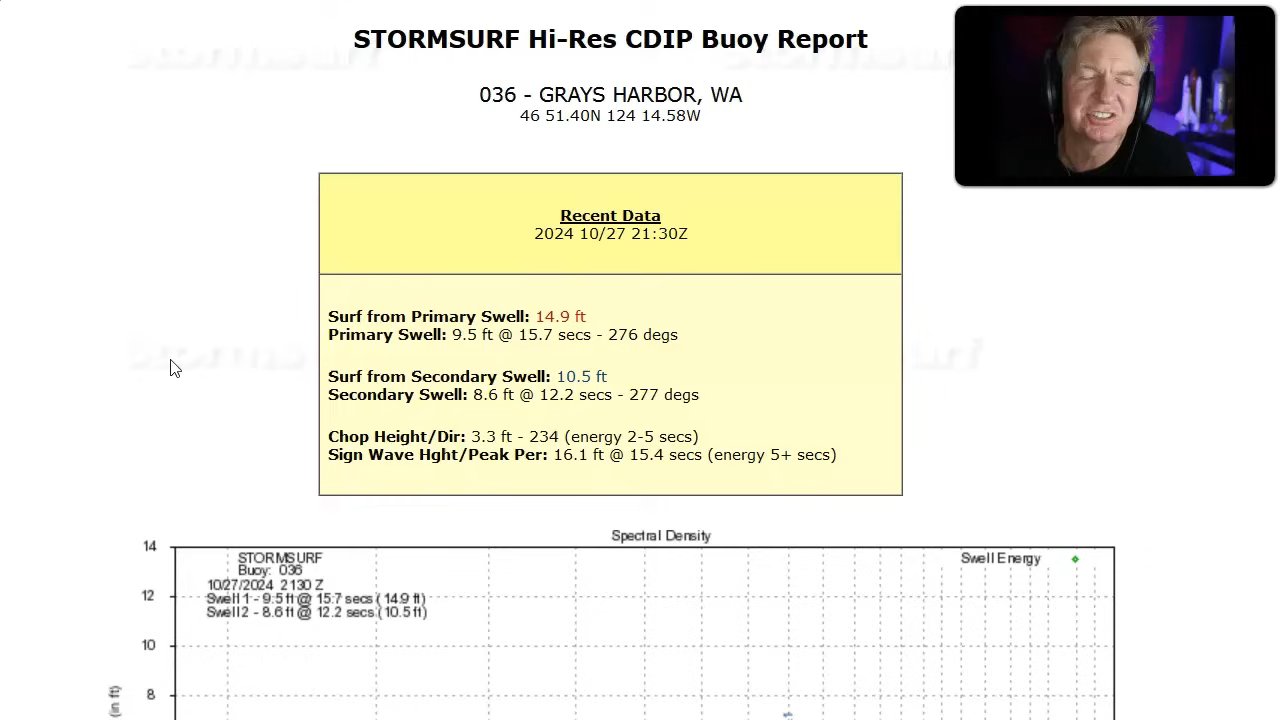 STORMSURF Hi-Res CDIP Buoy Report
036 - GRAYS HARBOR, WA
46 51.40N 124 14.58W
Recent Data
2024 10/27 21:30Z
Surf from Primary Swell: 14.9 ft
Primary Swell: 9.5 ft @ 15.7 secs - 276 degs
Surf from Secondary Swell: 10.5 ft
Secondary Swell: 8.6 ft @ 12.2 secs - 277 degs
Chop Height/Dir: 3.3 ft - 234 (energy 2-5 secs)
Sign Wave Hght/Peak Per: 16.1 ft @ 15.4 secs (energy 5+ secs)
Spectral Density
14
STORMSURF
Swell Energy
Buoy: 036
10/27/2024 2130 Z
12
Swell 1 - 9.5 ft @ 15.7 secs ( 14.9 ft)
Swell 2 - 8.6 ft @ 12.2 secs ( 10.5 ft)
10
8
(in ft)